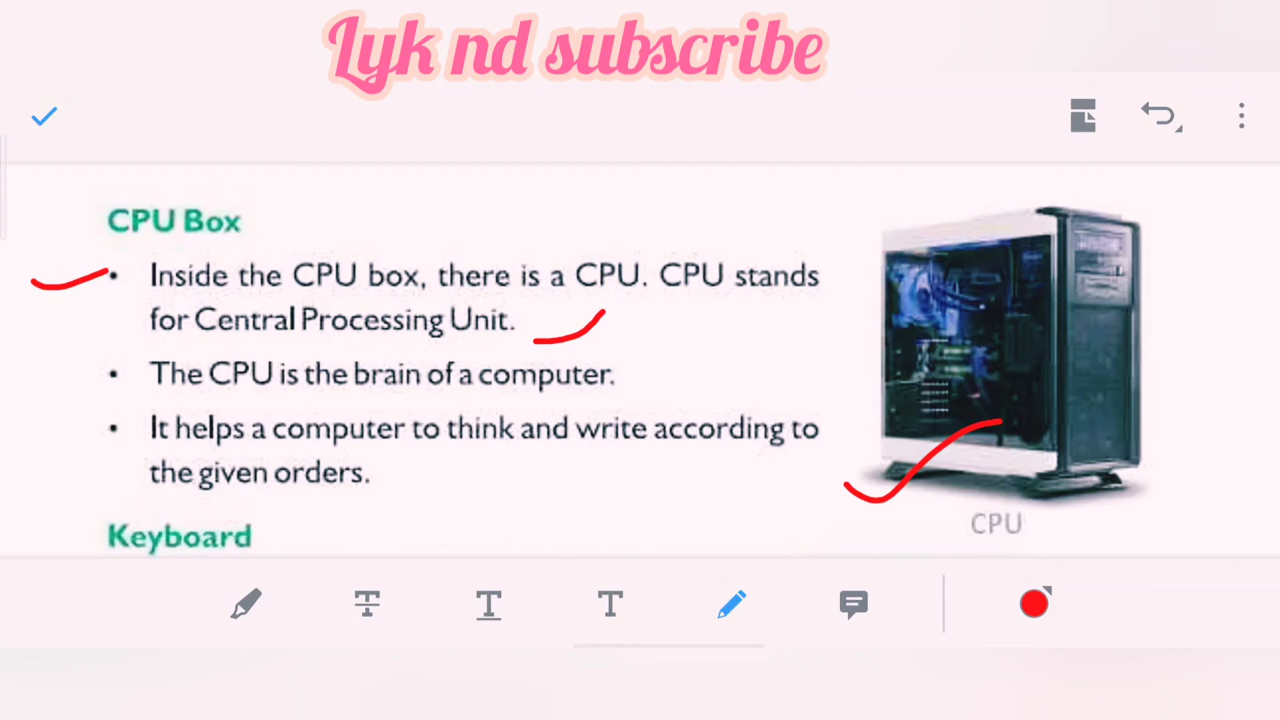 Lyk nd subscribe
CPU Box
• Inside the CPU box, there is a CPU. CPU stands
for Central Processing Unit.
• The CPU is the brain of a computer.
• It helps a computer to think and write according to
the given orders.
CPU
Keyboard